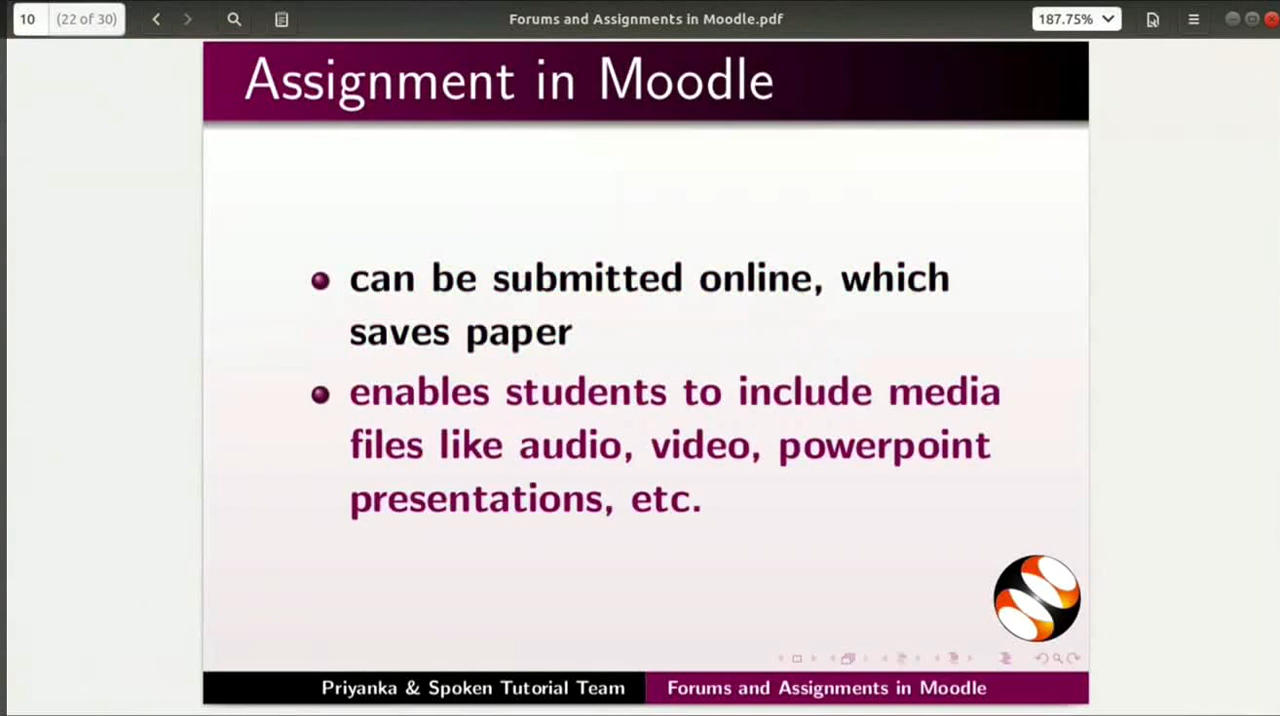 10 (22 of 30) Forums and Assignments in Moodle.pdf 187.75%
Assignment in Moodle
can be submitted online, which
saves paper
enables students to include media
files like audio, video, powerpoint
presentations, etc.
Priyanka & Spoken Tutorial Team Forums and Assignments in Moodle